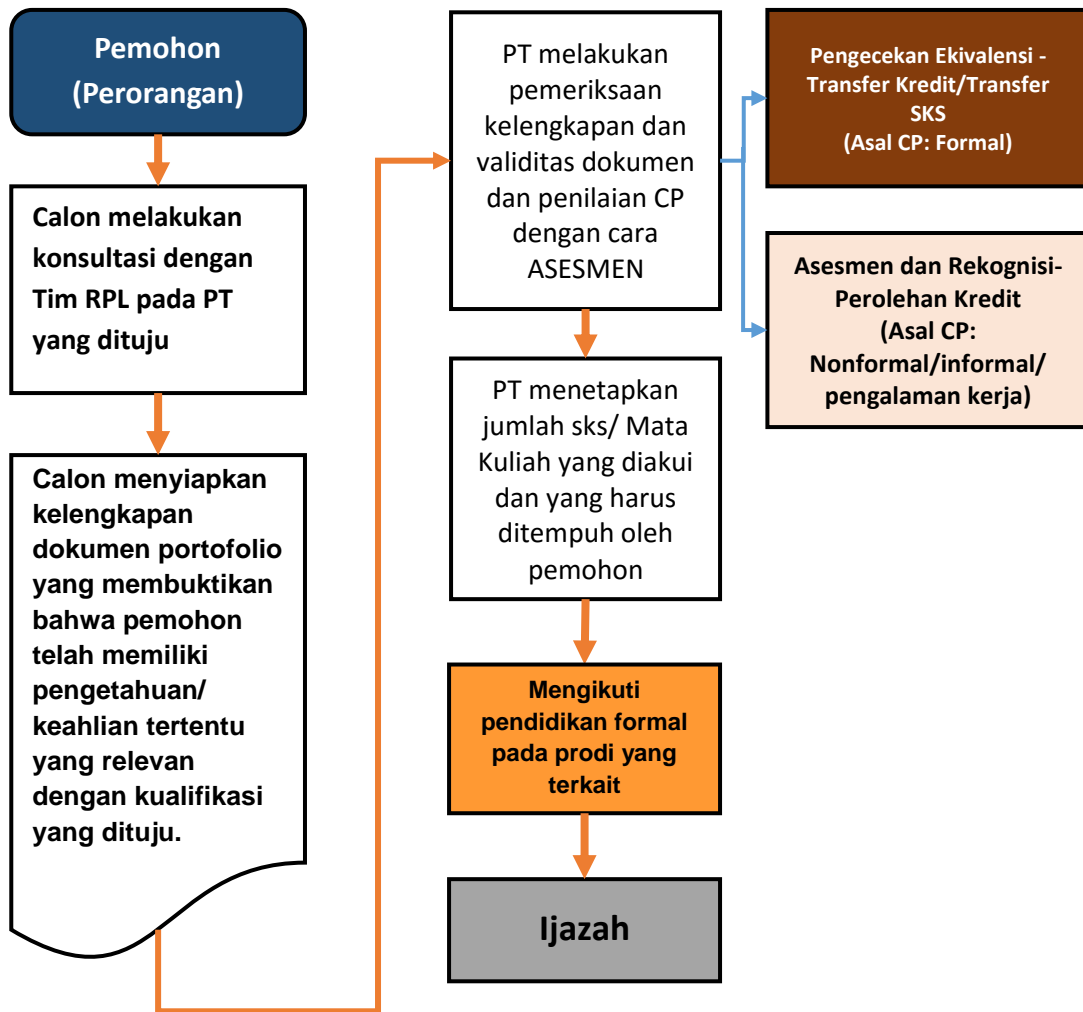 Pemohon
(Perorangan)
Calon melakukan
konsultasi dengan
Tim RPL pada PT
yang dituju
Calon menyiapkan
kelengkapan
dokumen portofolio
yang membuktikan
bahwa pemohon
telah memiliki
pengetahuan/
keahlian tertentu
yang relevan
dengan kualifikasi
yang dituju.
PT melakukan
pemeriksaan
kelengkapan dan
validitas dokumen
dan penilaian CP
dengan cara
ASESMEN
Pengecekan Ekivalensi -
Transfer Kredit/Transfer
SKS
(Asal CP: Formal)
Asesmen dan Rekognisi-
Perolehan Kredit
(Asal CP:
Nonformal/informal/
pengalaman kerja)
PT menetapkan
jumlah sks/ Mata
Kuliah yang diakui
dan yang harus
ditempuh oleh
pemohon
Mengikuti
pendidikan formal
pada prodi yang
terkait
Ijazah